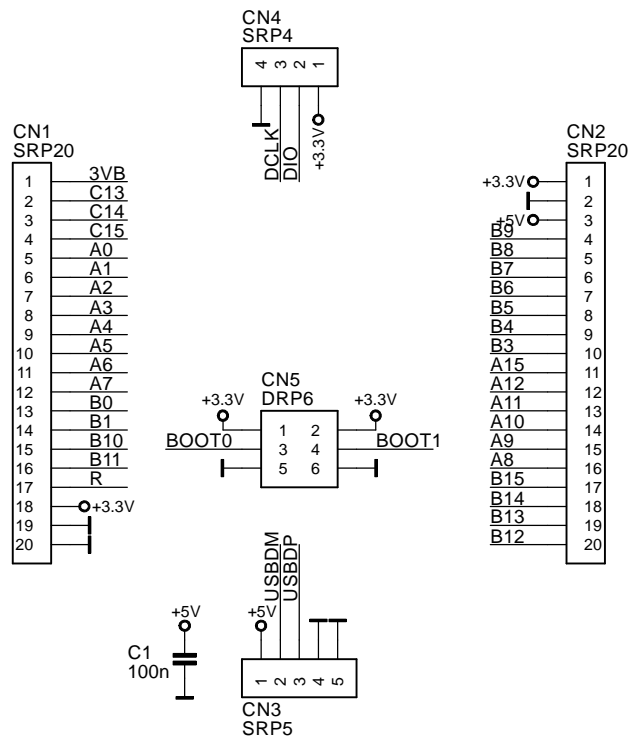 CN4
SRP4
4 3 2 1
DCLK
DIO
+3.3V
CN1
SRP20
1 3VB
2 C13
3 C14
4 C15
5 A0
6 A1
7 A2
8 A3
9 A4
10 A5
11 A6
12 A7
13 B0
14 B1
15 B10
16 B11
17 R
18 +3.3V
19
20
CN2
SRP20
+3.3V 1
2
+5V 3
B9 4
B8 5
B7 6
B6 7
B5 8
B4 9
B3 10
A15 11
A12 12
A11 13
A10 14
A9 15
A8 16
B15 17
B14 18
B13 19
B12 20
CN5
DRP6
+3.3V 1 2 +3.3V
BOOT0 3 4 BOOT1
5 6
USBDM
USBDP
+5V
+5V
C1
100n
1 2 3 4 5
CN3
SRP5